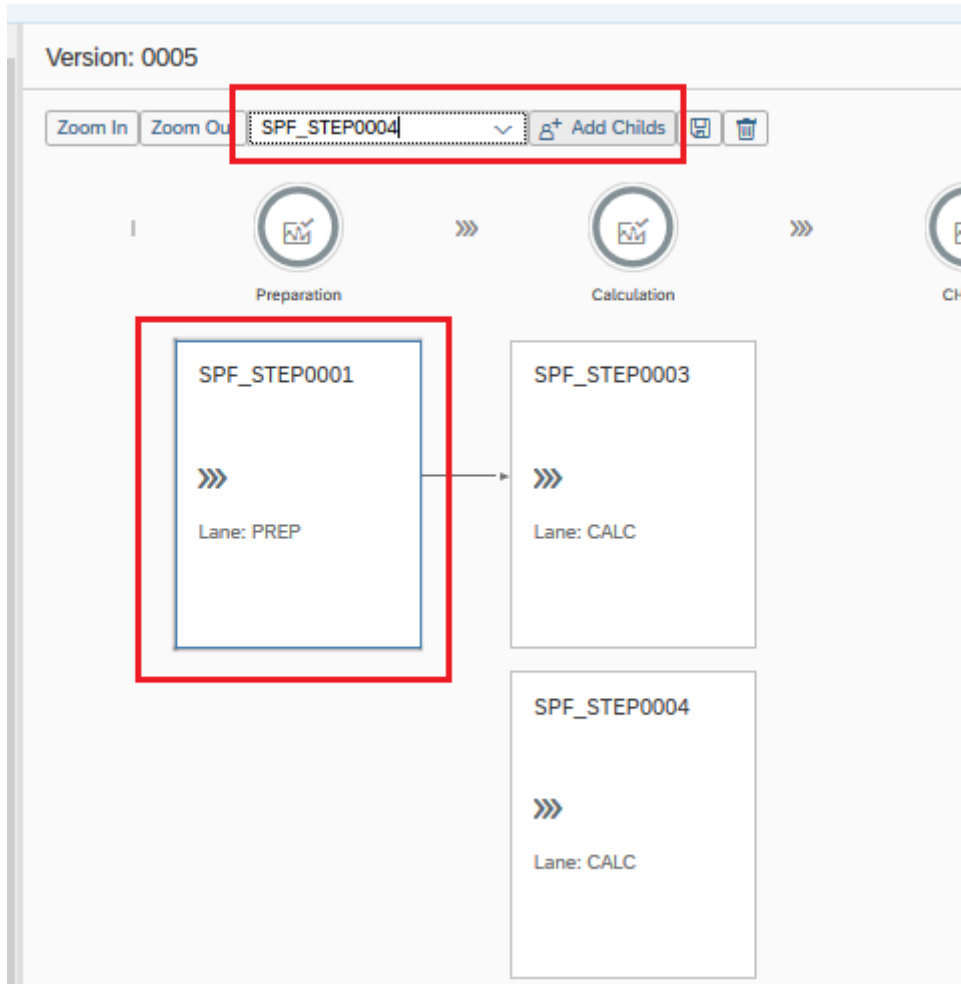 Version: 0005
Zoom In Zoom Ou SPF_STEP0004 Add Childs
Preparation Calculation CH
SPF_STEP0001 SPF_STEP0003
Lane: PREP Lane: CALC
SPF_STEP0004
Lane: CALC